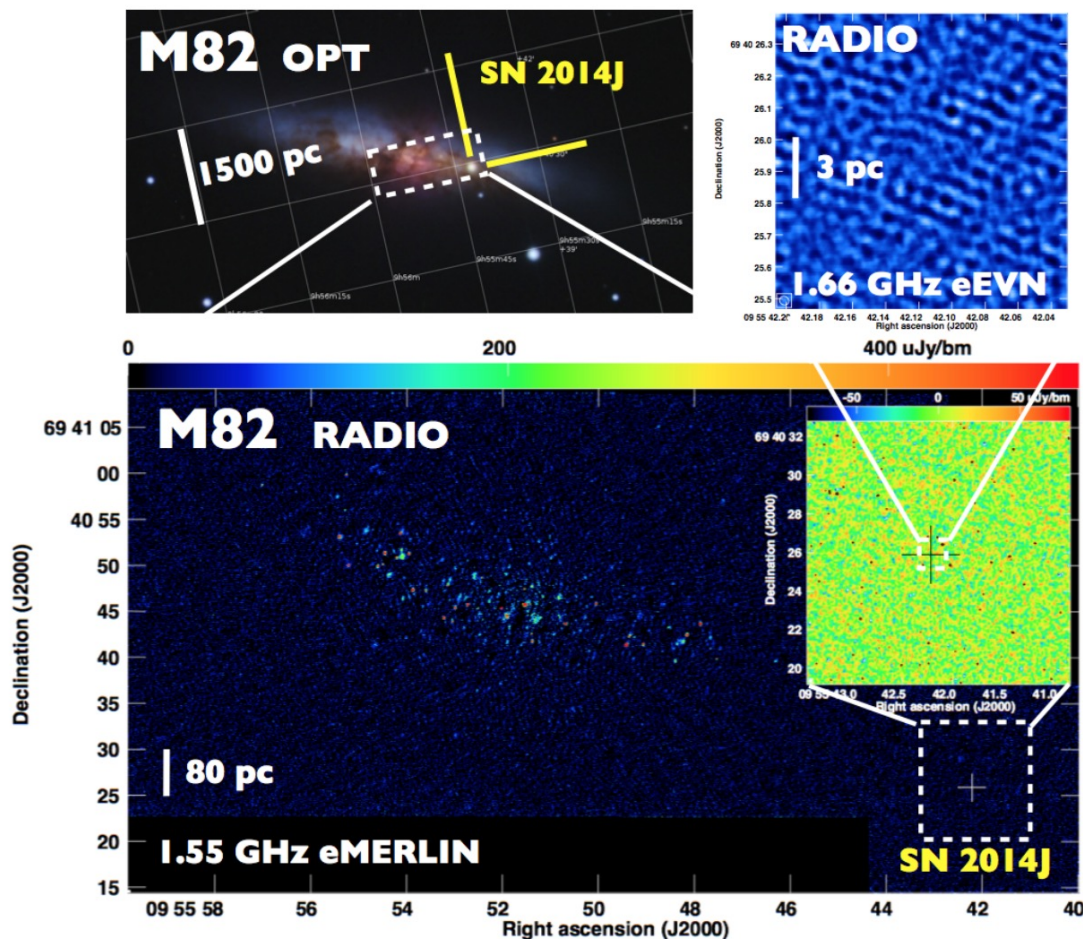 M82 OPT
SN 2014J
1500 pc
+42'
9h55m15s
9h55m30s
+39'
9h55m45s
9h56m
9h56m15s
RADIO
Declination (J2000)
69 40 26.3
26.2
26.1
26.0
25.9
25.8
25.7
25.6
25.5
3 pc
1.66 GHz eEVN
42.18 42.16 42.14 42.12 42.10 42.08 42.06 42.04
Right ascension (J2000)
0 200 400 uJy/bm
M82 RADIO
Declination (J2000)
69 41 05
00
40 55
50
45
40
35
30
25
20
15
80 pc
1.55 GHz eMERLIN
-50 0 50 uJy/bm
Declination (J2000)
69 40 32
30
28
26
24
22
20
09 55 43.0 42.5 42.0 41.5 41.0
Right ascension (J2000)
SN 2014J
09 55 58 56 54 52 50 48 46 44 42 40
Right ascension (J2000)